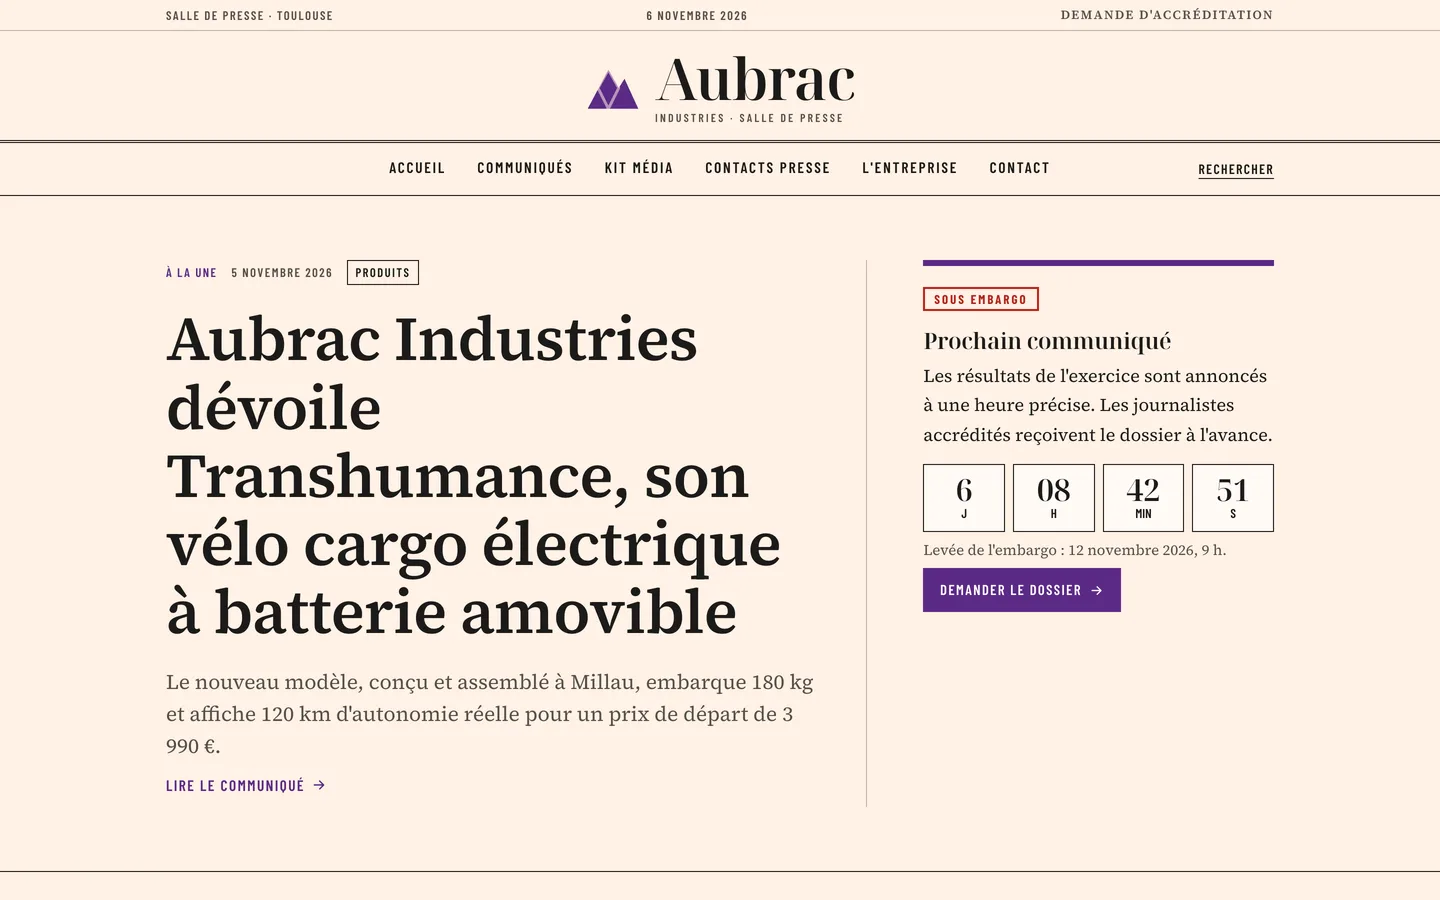 SALLE DE PRESSE · TOULOUSE
6 NOVEMBRE 2026
DEMANDE D'ACCRÉDITATION
Aubrac
INDUSTRIES · SALLE DE PRESSE
ACCUEIL
COMMUNIQUÉS
KIT MÉDIA
CONTACTS PRESSE
L'ENTREPRISE
CONTACT
RECHERCHER
À LA UNE
5 NOVEMBRE 2026
PRODUITS
Aubrac Industries
dévoile
Transhumance, son
vélo cargo électrique
à batterie amovible
Le nouveau modèle, conçu et assemblé à Millau, embarque 180 kg
et affiche 120 km d'autonomie réelle pour un prix de départ de 3
990 €.
LIRE LE COMMUNIQUÉ →
SOUS EMBARGO
Prochain communiqué
Les résultats de l'exercice sont annoncés
à une heure précise. Les journalistes
accrédités reçoivent le dossier à l'avance.
6 08 42 51
J H MIN S
Levée de l'embargo : 12 novembre 2026, 9 h.
DEMANDER LE DOSSIER →